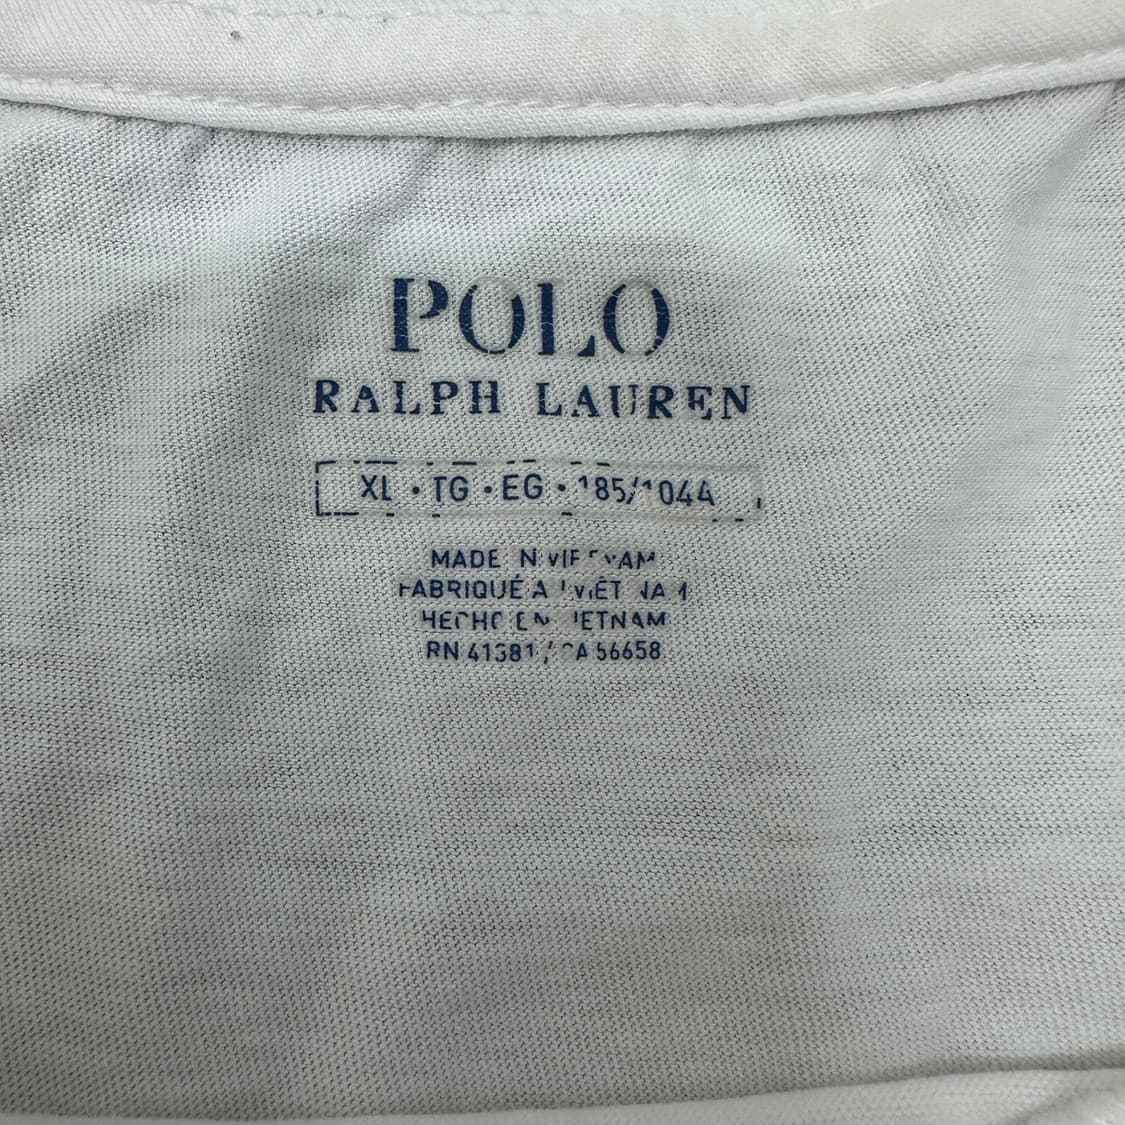 POLO
RALPH LAUREN
XL • TG • EG • 185/104A
MADE IN VIETNAM
FABRIQUÉ AU VIÊT NAM
HECHO EN VIETNAM
RN 41381 / CA 56658